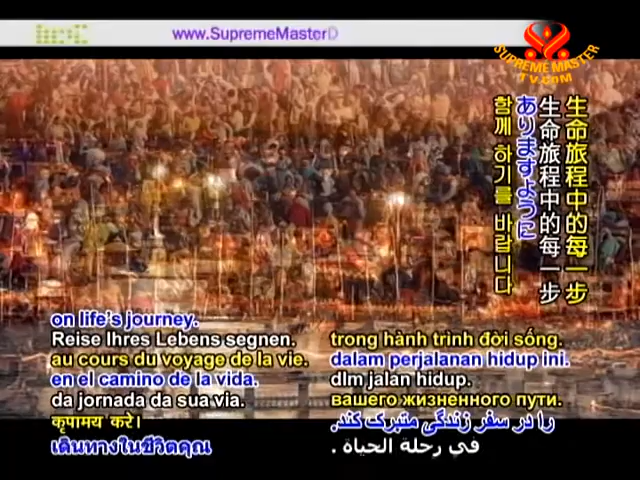 www.SupremeMasterD
SUPREME MASTER
TV.COM
生命旅程中的每一步
生命旅程中的每一步
ありますように
함께 하기를 바랍니다
on life's journey.
Reise Ihres Lebens segnen.
au cours du voyage de la vie.
en el camino de la vida.
da jornada da sua via.
कृपामय करे।
เดินทางในชีวิตคุณ
trong hành trình đời sống.
dalam perjalanan hidup ini.
dlm jalan hidup.
вашего жизненного пути.
را در سفر زندگی متبرک کند.
في رحلة الحياة .